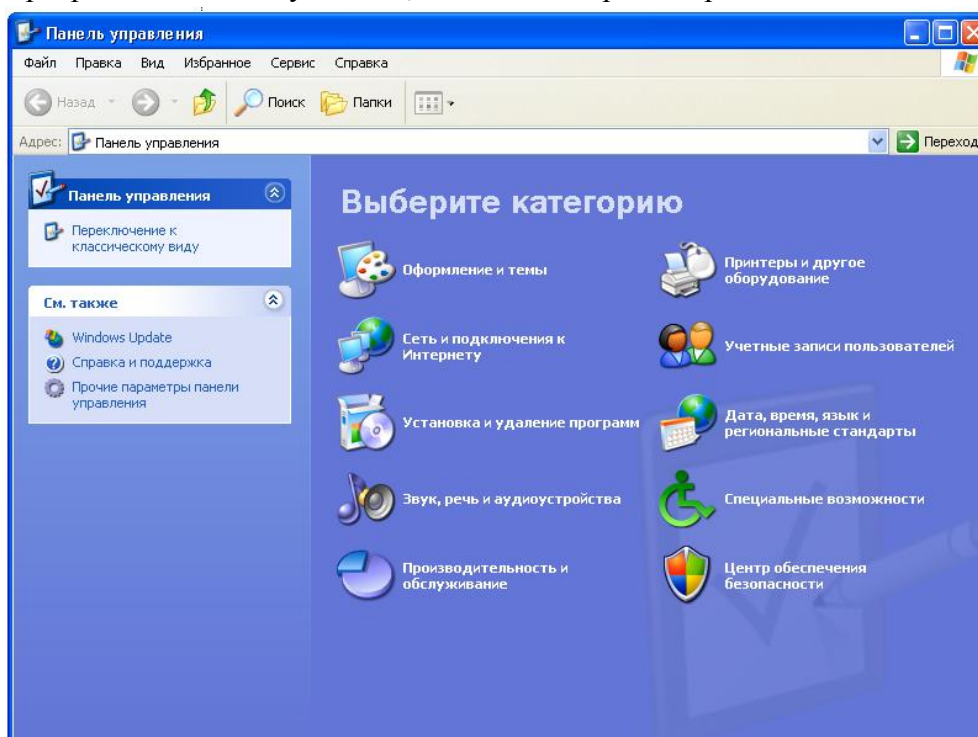 Панель управления
Файл Правка Вид Избранное Сервис Справка
Назад Поиск Папки
Адрес: Панель управления Переход
Панель управления
Переключение к
классическому виду
См. также
Windows Update
Справка и поддержка
Прочие параметры панели
управления
Выберите категорию
Оформление и темы
Принтеры и другое
оборудование
Сеть и подключения к
Интернету
Учетные записи пользователей
Установка и удаление программ
Дата, время, язык и
региональные стандарты
Звук, речь и аудиоустройства
Специальные возможности
Производительность и
обслуживание
Центр обеспечения
безопасности